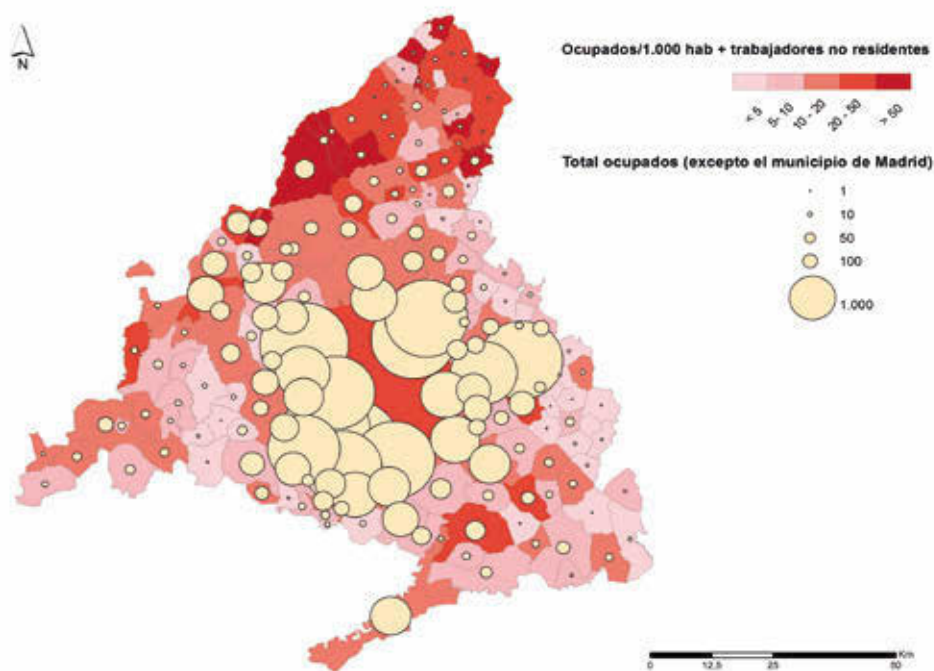 N
Ocupados/1.000 hab + trabajadores no residentes
< 5
5- 10
10 - 20
20 - 50
> 50
Total ocupados (excepto el municipio de Madrid)
1
10
50
100
1.000
Km
0 12,5 25 50